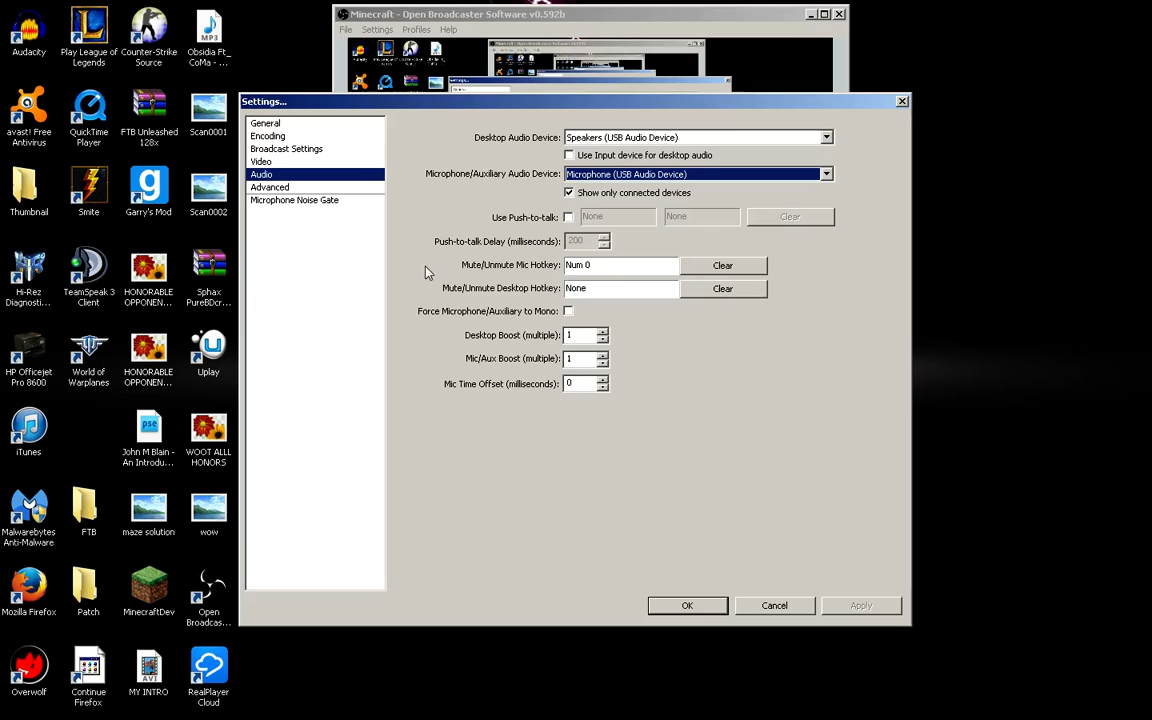 Audacity
Play League of
Legends
Counter-Strike
Source
Obsidia Ft_
CoMa - ...
MP3
avast! Free
Antivirus
QuickTime
Player
FTB Unleashed
128x
Scan0001
Thumbnail
Smite
Garry's Mod
Scan0002
Hi-Rez
Diagnosti...
TeamSpeak 3
Client
HONORABLE
OPPONEN...
Sphax
PureBDcr...
HP Officejet
Pro 8600
World of
Warplanes
HONORABLE
OPPONEN...
Uplay
iTunes
pse
John M Blain -
An Introdu...
WOOT ALLL
HONORS
Malwarebytes
Anti-Malware
FTB
maze solution
wow
Mozilla Firefox
Patch
MinecraftDev
Open
Broadcas...
Overwolf
Continue
Firefox
AVI
MY INTRO
RealPlayer
Cloud
Minecraft - Open Broadcaster Software v0.592b
File Settings Profiles Help
Settings...
General
Encoding
Broadcast Settings
Video
Audio
Advanced
Microphone Noise Gate
Desktop Audio Device: Speakers (USB Audio Device)
Use Input device for desktop audio
Microphone/Auxiliary Audio Device: Microphone (USB Audio Device)
Show only connected devices
Use Push-to-talk: None None Clear
Push-to-talk Delay (milliseconds): 200
Mute/Unmute Mic Hotkey: Num 0 Clear
Mute/Unmute Desktop Hotkey: None Clear
Force Microphone/Auxiliary to Mono:
Desktop Boost (multiple): 1
Mic/Aux Boost (multiple): 1
Mic Time Offset (milliseconds): 0
OK Cancel Apply